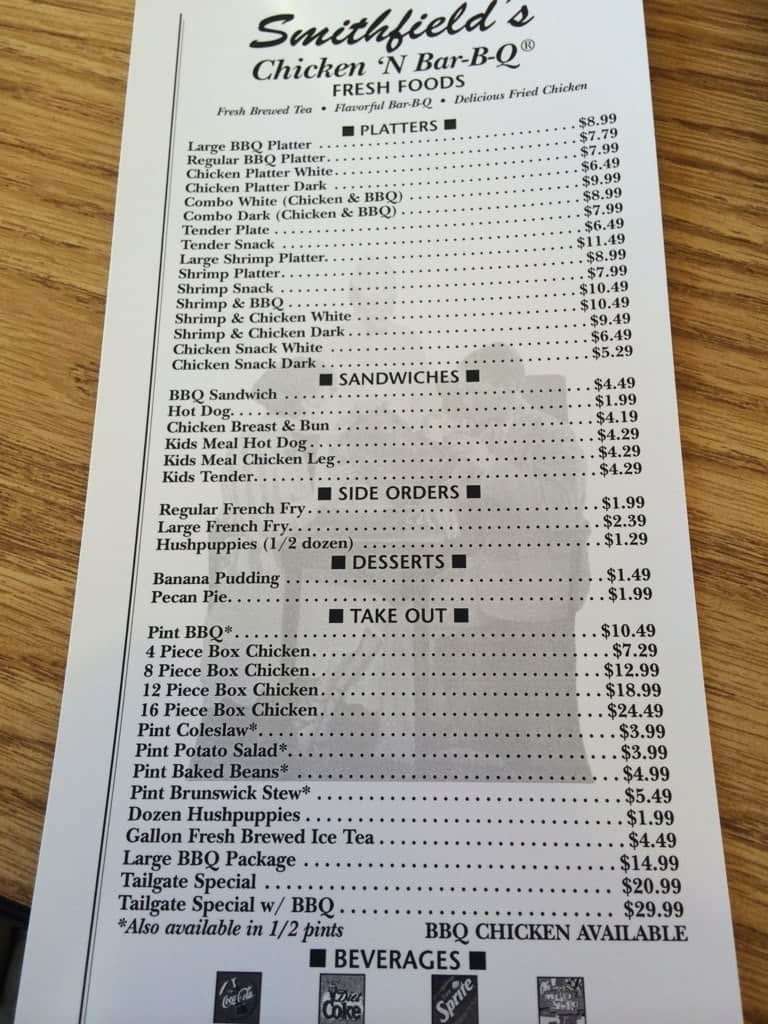 Smithfield's
Chicken 'N Bar-B-Q®
FRESH FOODS
Fresh Brewed Tea • Flavorful Bar-B-Q • Delicious Fried Chicken
■ PLATTERS ■
Large BBQ Platter $8.99
Regular BBQ Platter $7.79
Chicken Platter White $7.99
Chicken Platter Dark $6.49
Combo White (Chicken & BBQ) $9.99
Combo Dark (Chicken & BBQ) $8.99
Tender Plate $7.99
Tender Snack $6.49
Large Shrimp Platter $11.49
Shrimp Platter $8.99
Shrimp Snack $7.99
Shrimp & BBQ $10.49
Shrimp & Chicken White $10.49
Shrimp & Chicken Dark $9.49
Chicken Snack White $6.49
Chicken Snack Dark $5.29
■ SANDWICHES ■
BBQ Sandwich $4.49
Hot Dog $1.99
Chicken Breast & Bun $4.19
Kids Meal Hot Dog $4.29
Kids Meal Chicken Leg $4.29
Kids Tender $4.29
■ SIDE ORDERS ■
Regular French Fry $1.99
Large French Fry $2.39
Hushpuppies (1/2 dozen) $1.29
■ DESSERTS ■
Banana Pudding $1.49
Pecan Pie $1.99
■ TAKE OUT ■
Pint BBQ* $10.49
4 Piece Box Chicken $7.29
8 Piece Box Chicken $12.99
12 Piece Box Chicken $18.99
16 Piece Box Chicken $24.49
Pint Coleslaw* $3.99
Pint Potato Salad* $3.99
Pint Baked Beans* $4.99
Pint Brunswick Stew* $5.49
Dozen Hushpuppies $1.99
Gallon Fresh Brewed Ice Tea $4.49
Large BBQ Package $14.99
Tailgate Special $20.99
Tailgate Special w/ BBQ $29.99
*Also available in 1/2 pints BBQ CHICKEN AVAILABLE
■ BEVERAGES ■
Coca-Cola Diet Coke Sprite